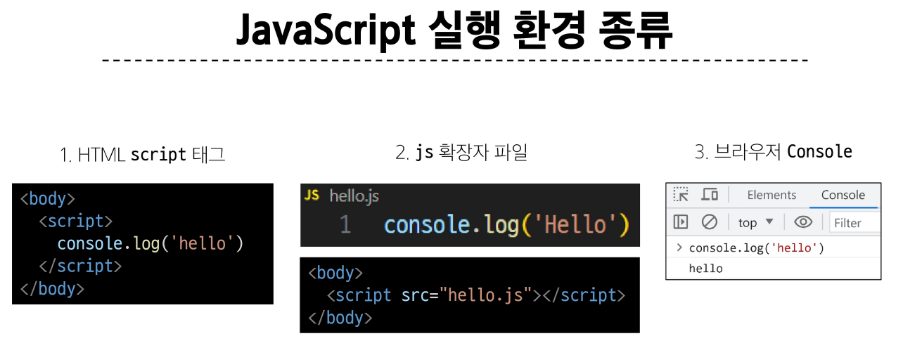 JavaScript 실행 환경 종류
1. HTML script 태그
<body>
<script>
console.log('hello')
</script>
</body>
2. js 확장자 파일
JS hello.js
1 console.log('Hello')
<body>
<script src="hello.js"></script>
</body>
3. 브라우저 Console
Elements Console
top ▼ Filter
> console.log('hello')
hello